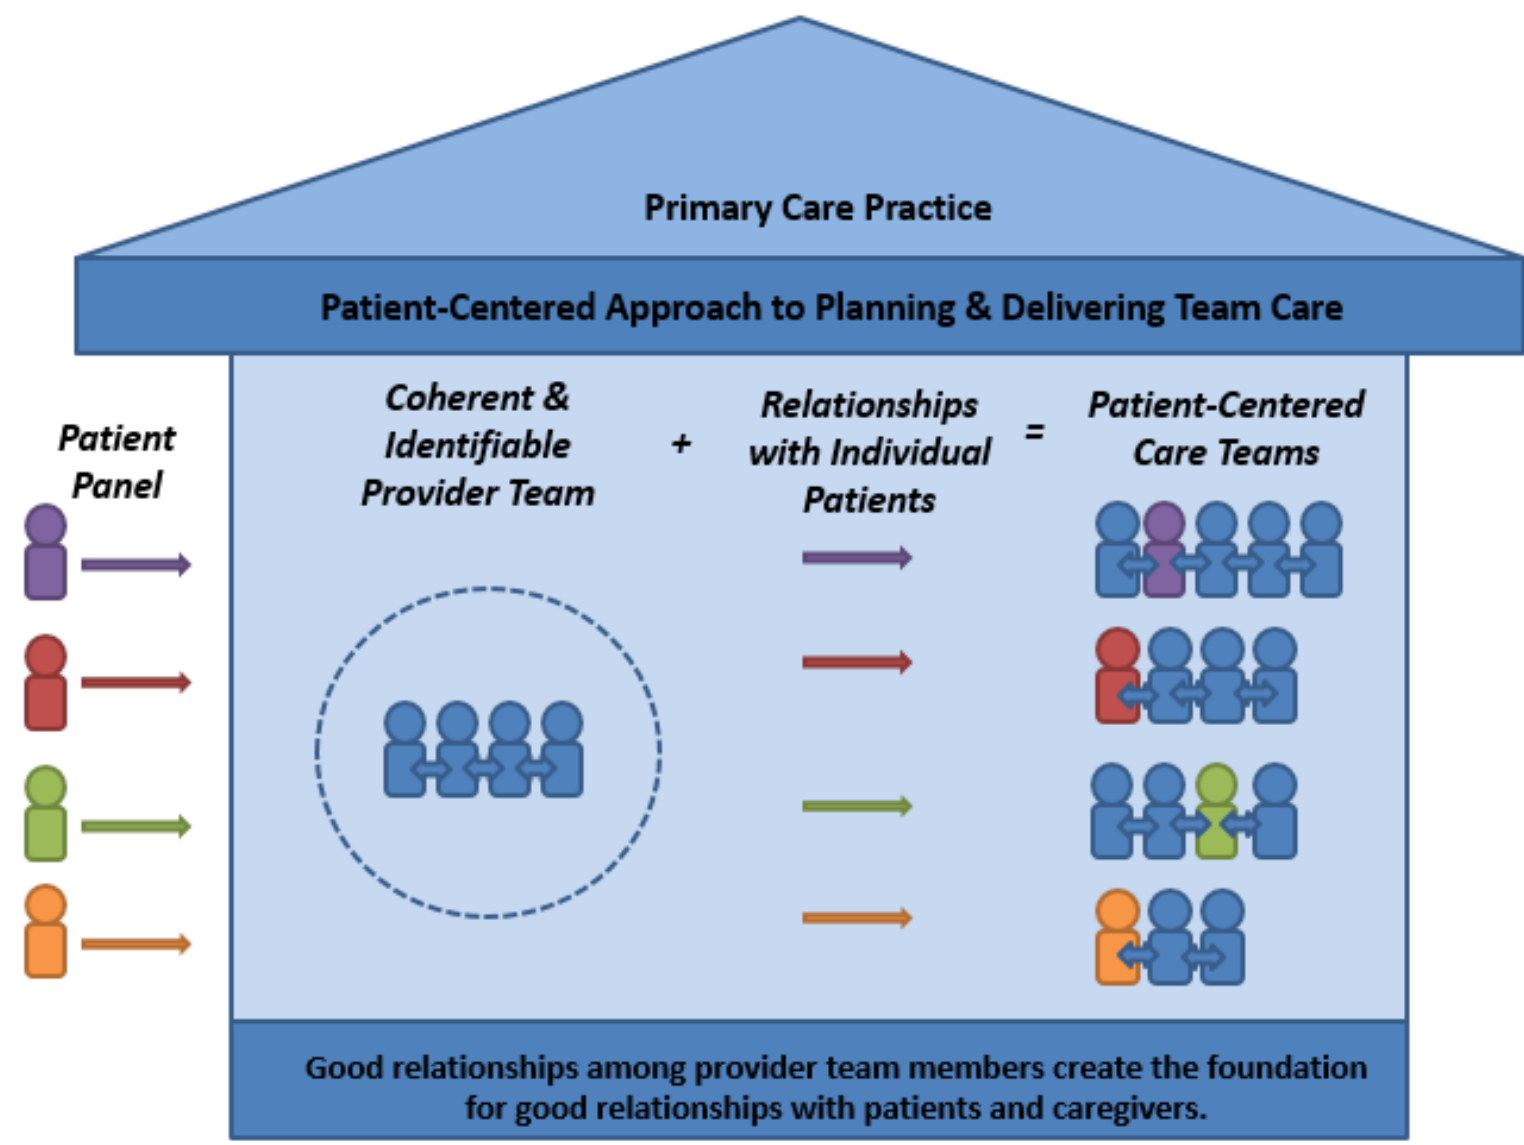 Primary Care Practice
Patient-Centered Approach to Planning & Delivering Team Care
Patient
Panel
Coherent &
Identifiable
Provider Team
+
Relationships
with Individual
Patients
=
Patient-Centered
Care Teams
Good relationships among provider team members create the foundation
for good relationships with patients and caregivers.